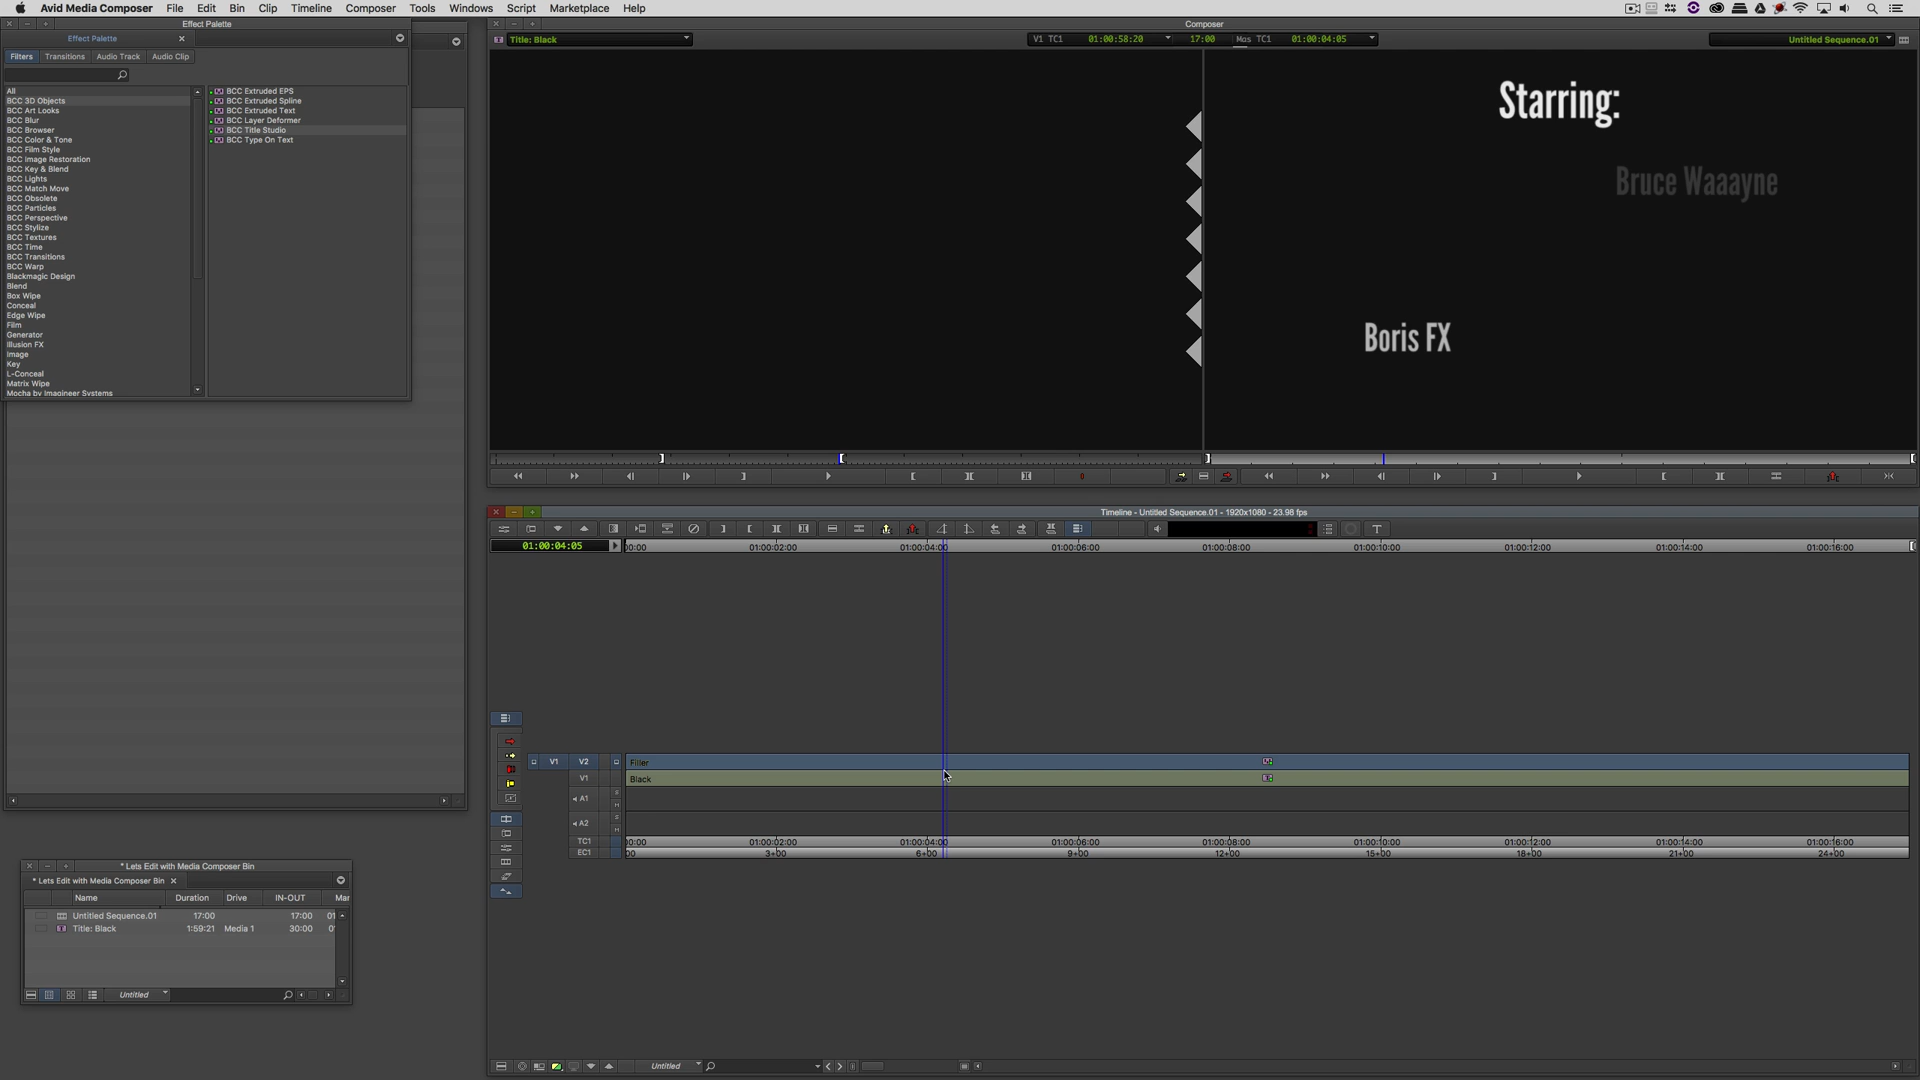 Avid Media Composer File Edit Bin Clip Timeline Composer Tools Windows Script Marketplace Help
Effect Palette
Effect Palette
Filters Transitions Audio Track Audio Clip
All
BCC 3D Objects
BCC Art Looks
BCC Blur
BCC Browser
BCC Color & Tone
BCC Film Style
BCC Image Restoration
BCC Key & Blend
BCC Lights
BCC Match Move
BCC Obsolete
BCC Particles
BCC Perspective
BCC Stylize
BCC Textures
BCC Time
BCC Transitions
BCC Warp
Blackmagic Design
Blend
Box Wipe
Conceal
Edge Wipe
Film
Generator
Illusion FX
Image
Key
L-Conceal
Matrix Wipe
Mocha by Imagineer Systems
BCC Extruded EPS
BCC Extruded Spline
BCC Extruded Text
BCC Layer Deformer
BCC Title Studio
BCC Type On Text
Composer
Title: Black
V1 TC1 01:00:58:20 17:00 Mas TC1 01:00:04:05
Untitled Sequence.01
Starring:
Bruce Waaayne
Boris FX
Timeline - Untitled Sequence.01 - 1920x1080 - 23.98 fps
01:00:04:05
00:00 01:00:02:00 01:00:04:00 01:00:06:00 01:00:08:00 01:00:10:00 01:00:12:00 01:00:14:00 01:00:16:00
V1 V2 Filler
V1 Black
A1 S M
A2 S M
TC1 00:00 01:00:02:00 01:00:04:00 01:00:06:00 01:00:08:00 01:00:10:00 01:00:12:00 01:00:14:00 01:00:16:00
EC1 00 3+00 6+00 9+00 12+00 15+00 18+00 21+00 24+00
* Lets Edit with Media Composer Bin
* Lets Edit with Media Composer Bin
Name Duration Drive IN-OUT Mar
Untitled Sequence.01 17:00 17:00 01
Title: Black 1:59:21 Media 1 30:00 0
Untitled
Untitled